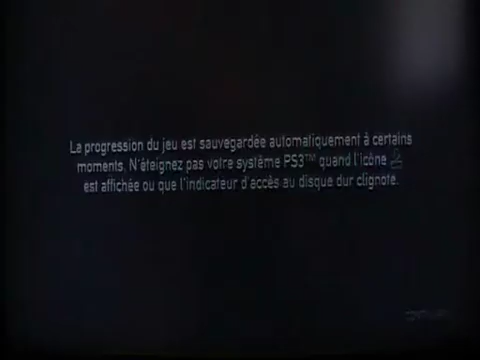 La progression du jeu est sauvegardée automatiquement à certains
moments. N'éteignez pas votre système PS3™ quand l'icône
est affichée ou que l'indicateur d'accès au disque dur clignote.